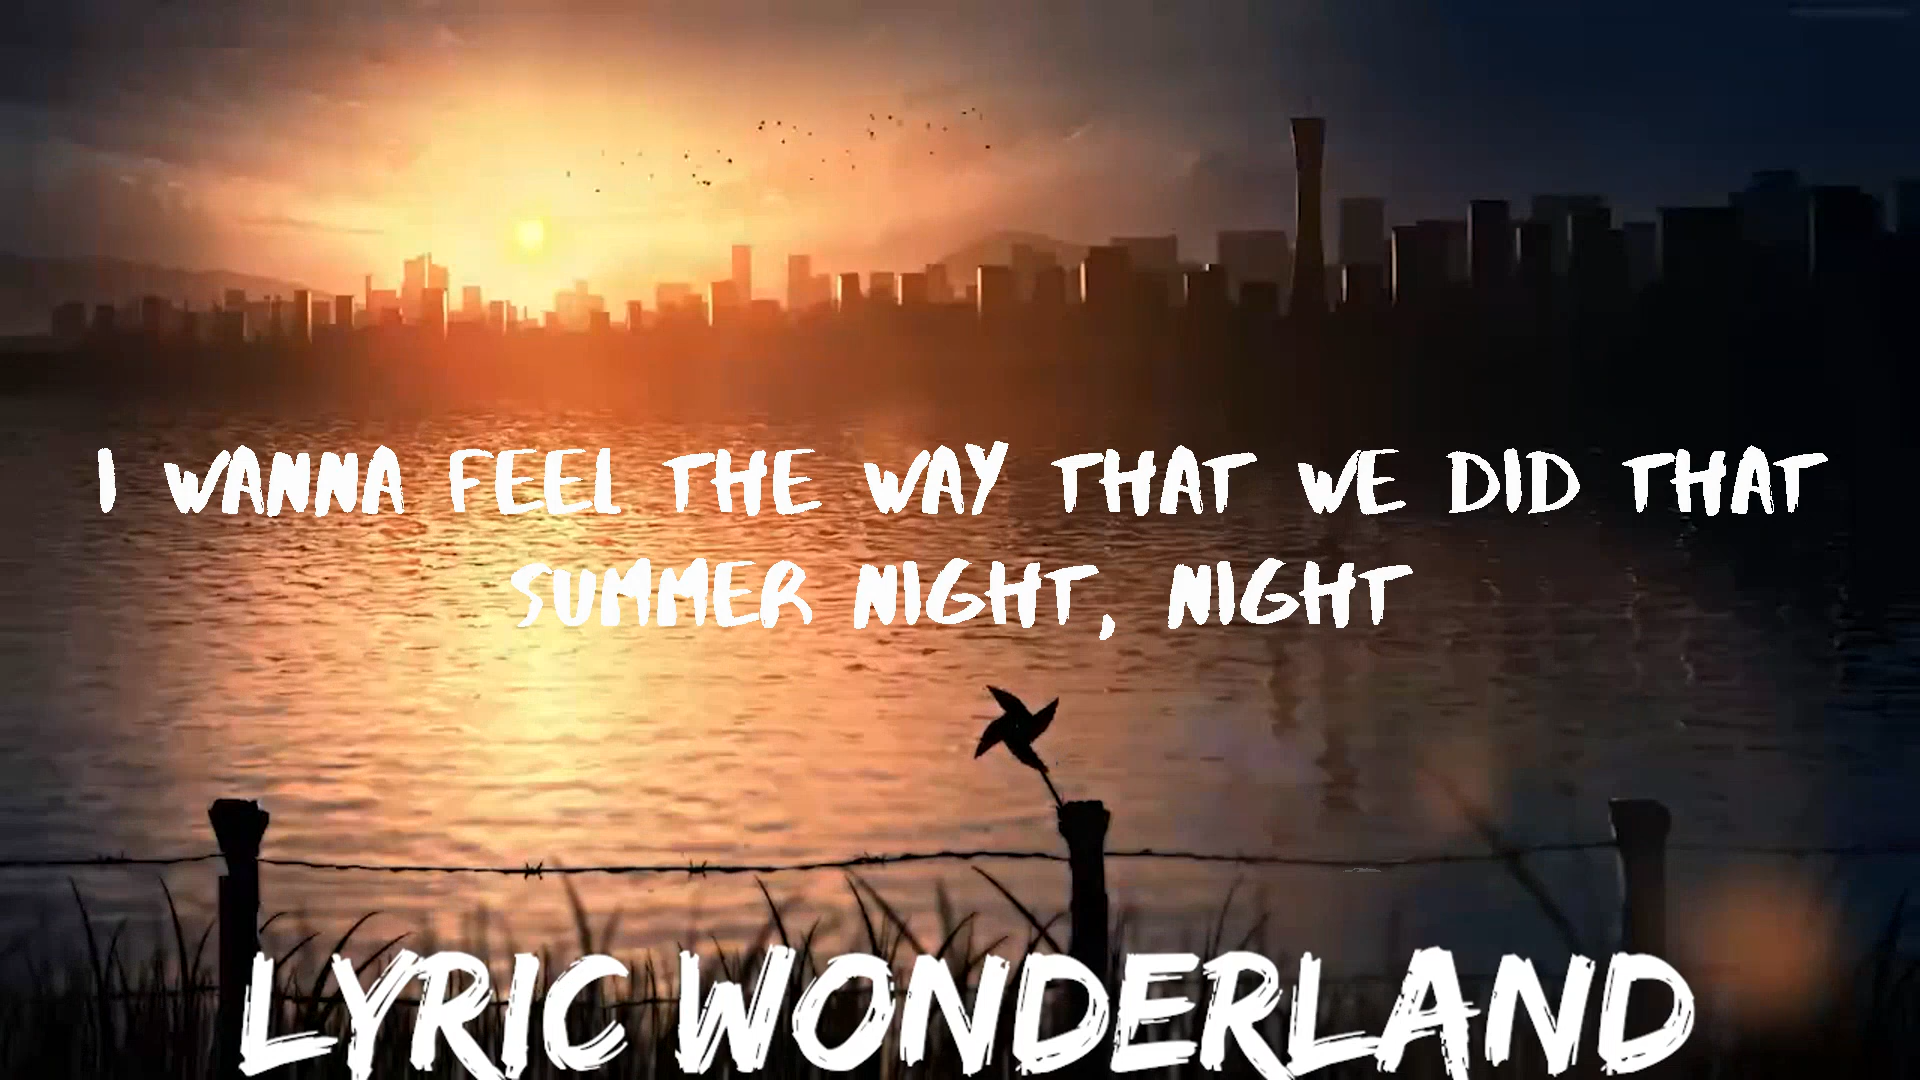 I WANNA FEEL THE WAY THAT WE DID THAT
SUMMER NIGHT, NIGHT
LYRIC WONDERLAND